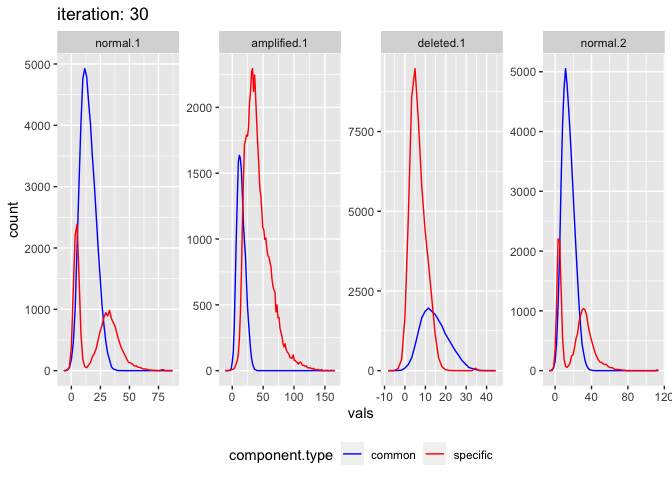 iteration: 30
normal.1 amplified.1 deleted.1 normal.2
count
5000
4000
3000
2000
1000
0
2000
1500
1000
500
0
7500
5000
2500
0
5000
4000
3000
2000
1000
0
0 25 50 75
0 50 100 150
-10 0 10 20 30 40
0 40 80 120
vals
component.type common specific